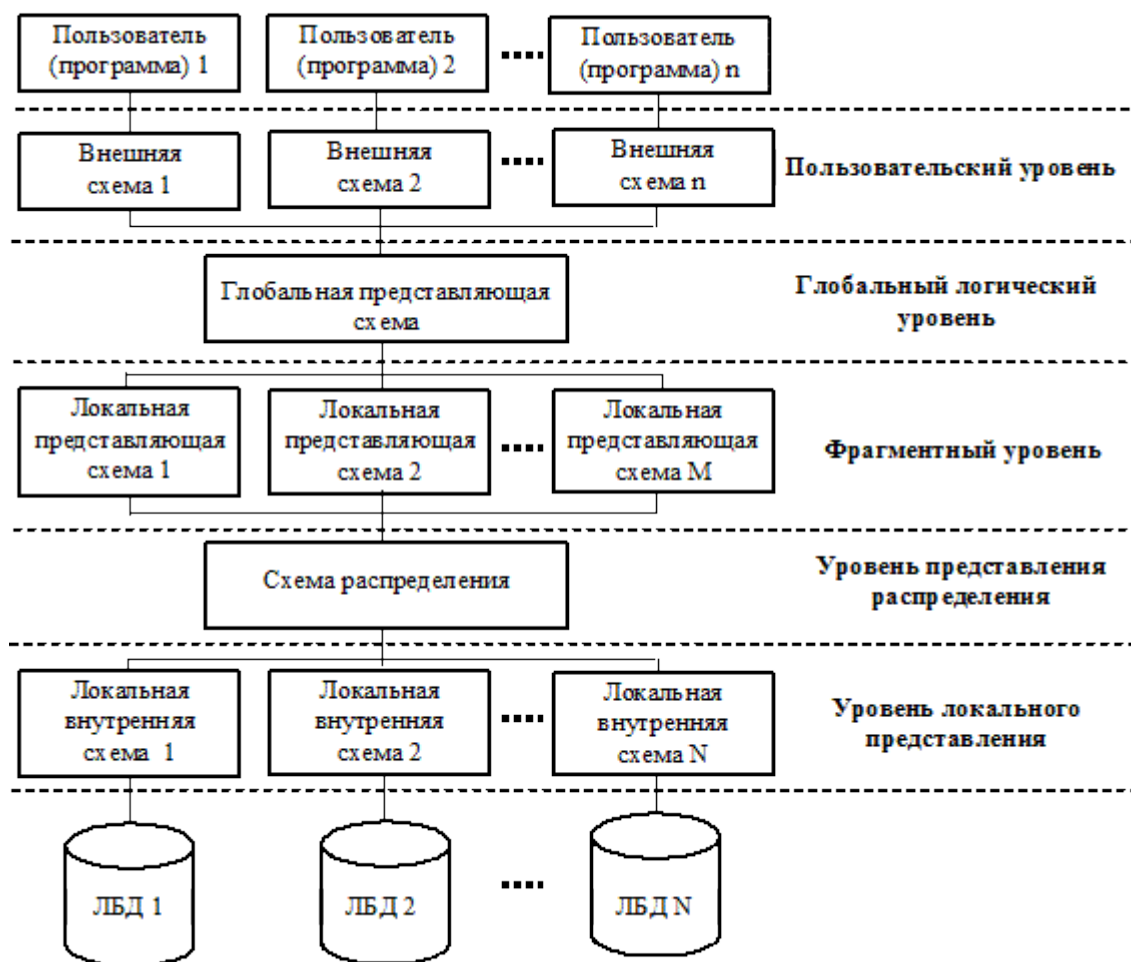 Пользователь
(программа) 1
Пользователь
(программа) 2
Пользователь
(программа) n
Внешняя
схема 1
Внешняя
схема 2
Внешняя
схема n
Пользовательский уровень
Глобальная представляющая
схема
Глобальный логический
уровень
Локальная
представляющая
схема 1
Локальная
представляющая
схема 2
Локальная
представляющая
схема M
Фрагментный уровень
Схема распределения
Уровень представления
распределения
Локальная
внутренняя
схема 1
Локальная
внутренняя
схема 2
Локальная
внутренняя
схема N
Уровень локального
представления
ЛБД 1
ЛБД 2
ЛБД N